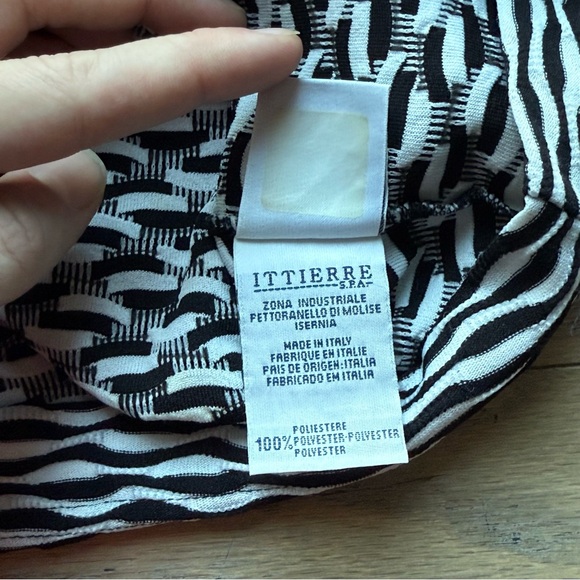 ITTIERRE
S.P.A.
ZONA INDUSTRIALE
PETTORANELLO DI MOLISE
ISERNIA
MADE IN ITALY
FABRIQUE EN ITALIE
PAIS DE ORIGEN:ITALIA
FABRICADO EM ITALIA
POLIESTERE
100% POLYESTER-POLYESTER
POLYESTER